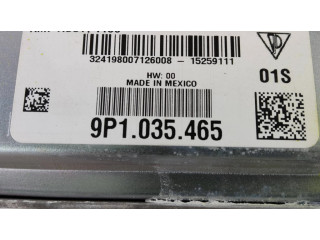 324198007126008 - 15259111
HW: 00
MADE IN MEXICO
01S
9P1.035.465